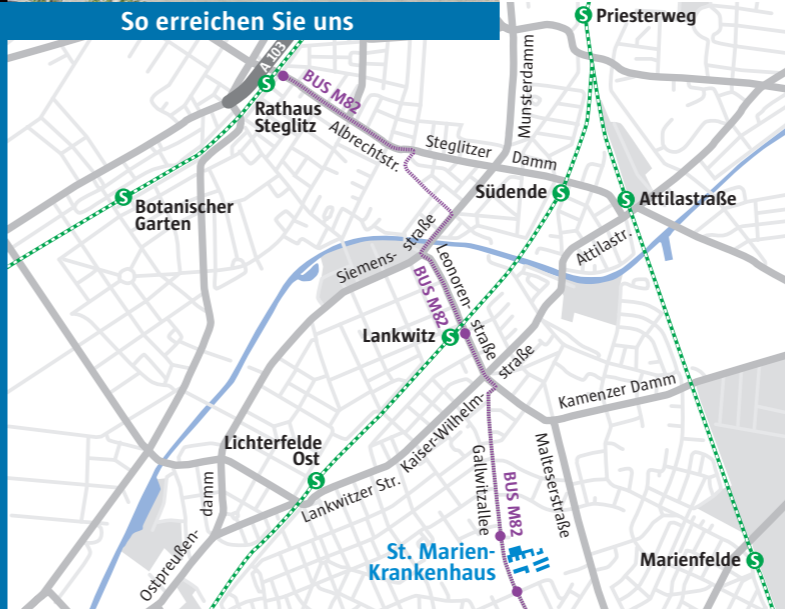 So erreichen Sie uns
S Priesterweg
A 103
S
BUS M82
Rathaus
Steglitz
Albrechtstr.
Munsterdamm
Steglitzer Damm
Südende S
S Attilastraße
S Botanischer
Garten
Siemens-
straße
Attilastr.
Leonoren-
straße
BUS M82
Lankwitz S
Kaiser-Wilhelm-
straße
Kamenzer Damm
Lichterfelde
Ost
S
Lankwitzer Str.
Ostpreußen-
damm
Gallwitzallee
BUS M82
Malteserstraße
St. Marien-
Krankenhaus
Marienfelde S